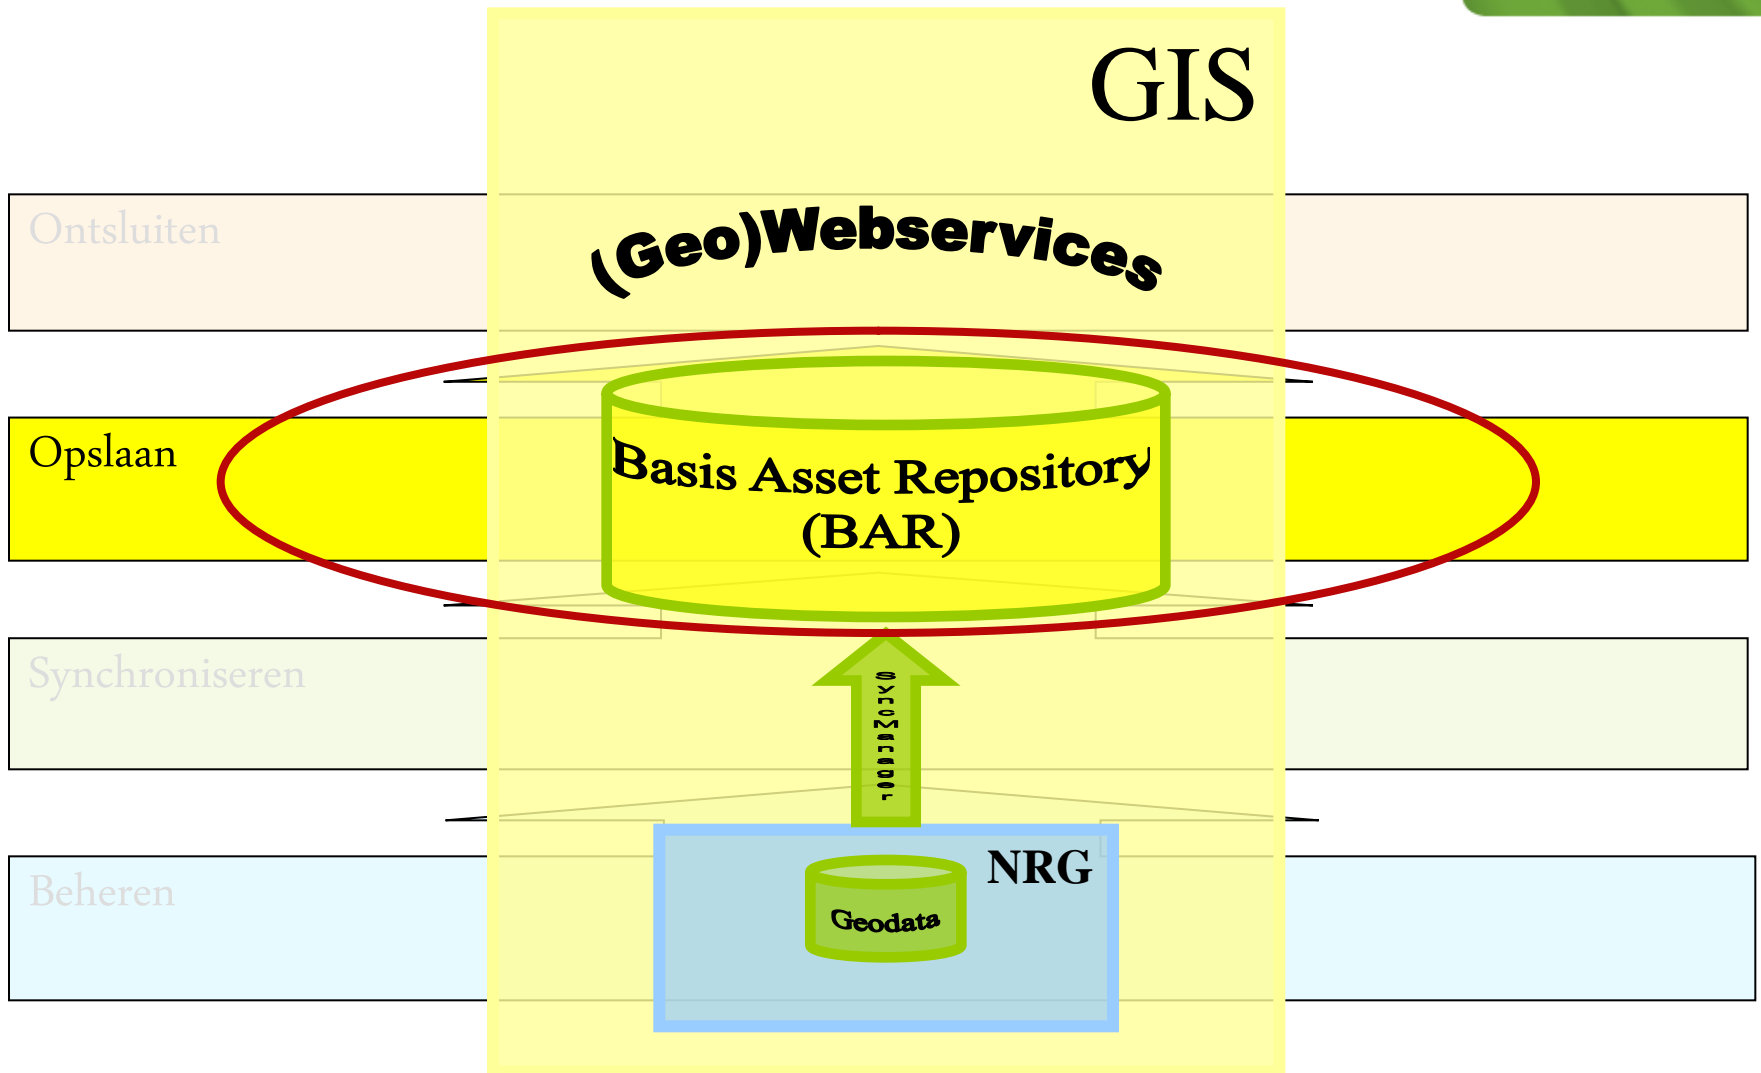 GIS
Ontsluiten
(Geo)Webservices
Opslaan
Basis Asset Repository
(BAR)
Synchroniseren
SyncManager
Beheren
NRG
Geodata